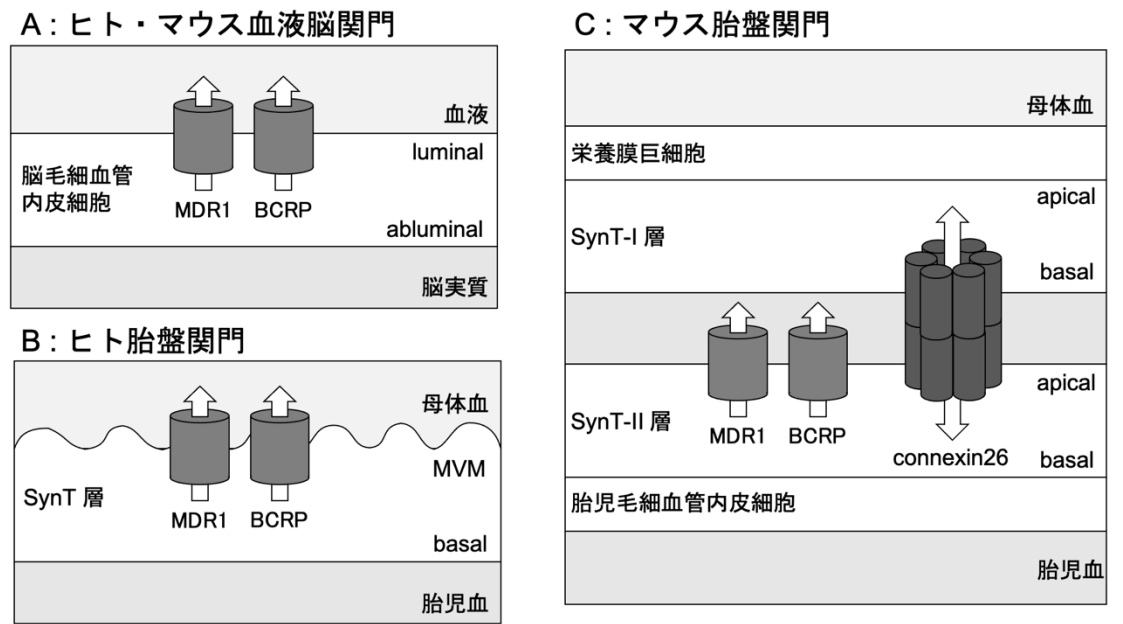 A : ヒト・マウス血液脳関門
血液
luminal
脳毛細血管
内皮細胞
MDR1 BCRP
abluminal
脳実質
B : ヒト胎盤関門
母体血
MVM
SynT 層
MDR1 BCRP
basal
胎児血
C : マウス胎盤関門
母体血
栄養膜巨細胞
apical
SynT-I 層
basal
apical
SynT-II 層
MDR1 BCRP
connexin26
basal
胎児毛細血管内皮細胞
胎児血